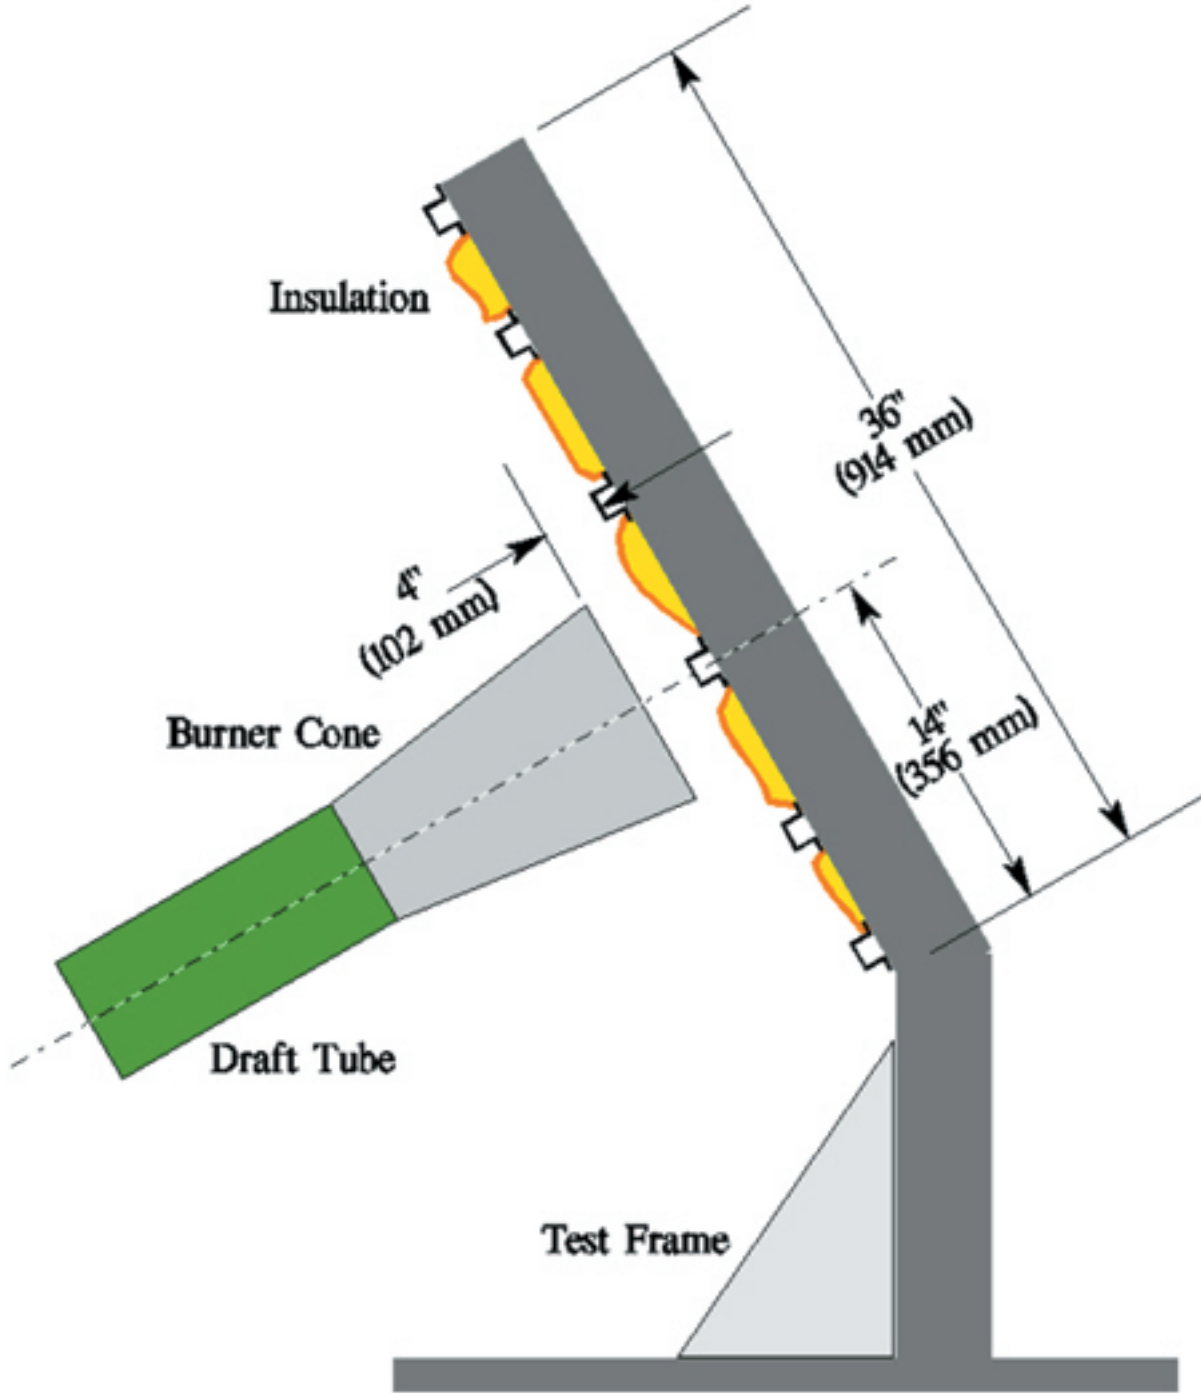 Insulation
36"
(914 mm)
4"
(102 mm)
Burner Cone
14"
(356 mm)
Draft Tube
Test Frame